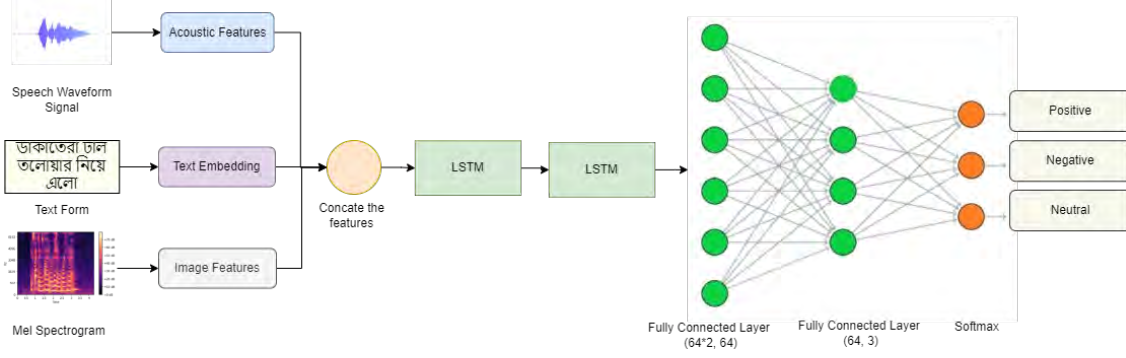 Speech Waveform
Signal
Acoustic Features
ডাকাতেরা ঢাল
তলোয়ার নিয়ে
এলো
Text Form
Text Embedding
Mel Spectrogram
Image Features
Concate the
features
LSTM
LSTM
Fully Connected Layer
(64*2, 64)
Fully Connected Layer
(64, 3)
Softmax
Positive
Negative
Neutral